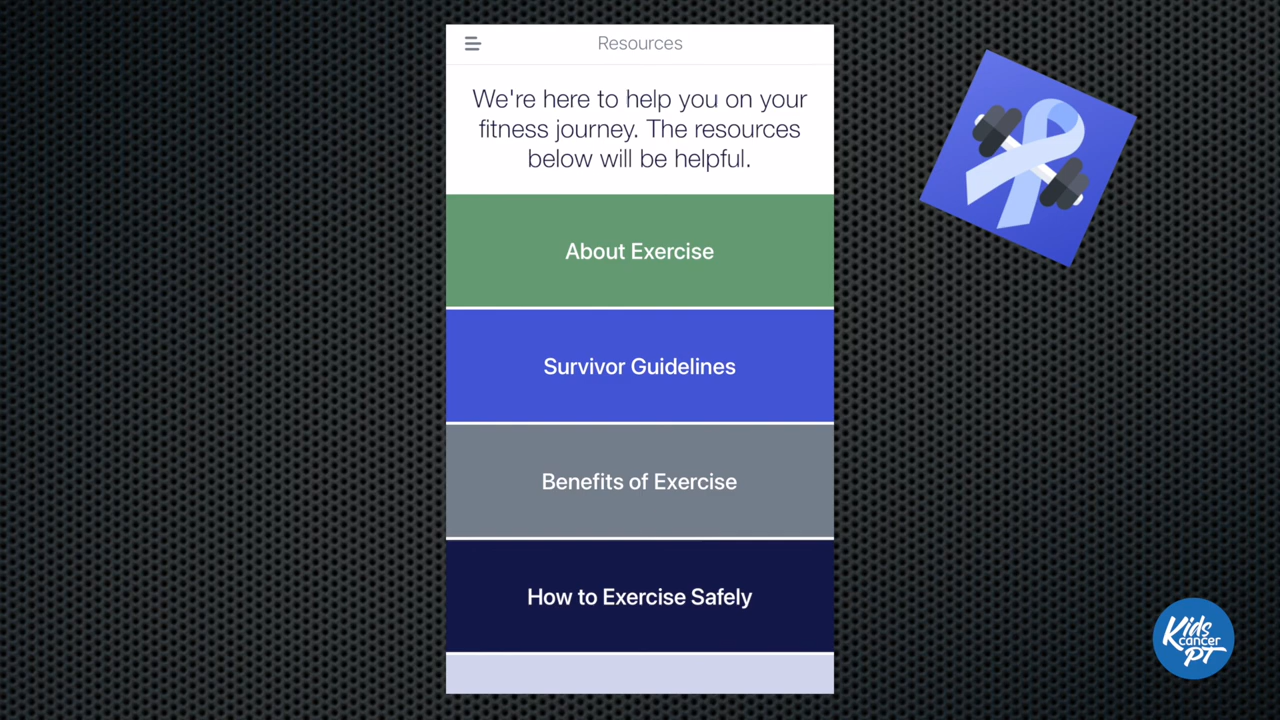 Resources
We're here to help you on your
fitness journey. The resources
below will be helpful.
About Exercise
Survivor Guidelines
Benefits of Exercise
How to Exercise Safely
Kids
cancer
PT